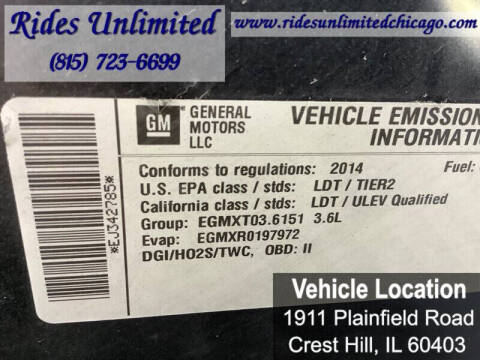 Rides Unlimited
(815) 723-6699
www.ridesunlimitedchicago.com
GM
GENERAL
MOTORS
LLC
VEHICLE EMISSION
INFORMATI
Conforms to regulations: 2014 Fuel:
U.S. EPA class / stds: LDT / TIER2
California class / stds: LDT / ULEV Qualified
Group: EGMXT03.6151 3.6L
Evap: EGMXR0197972
DGI/HO2S/TWC, OBD: II
*EJ342785*
Vehicle Location
1911 Plainfield Road
Crest Hill, IL 60403